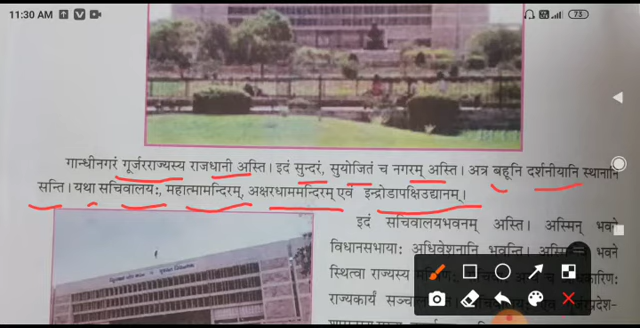 11:30 AM
73
गान्धीनगरं गूर्जरराज्यस्य राजधानी अस्ति। इदं सुन्दरं, सुयोजितं च नगरम् अस्ति। अत्र बहूनि दर्शनीयानि स्थानानि
सन्ति। यथा सचिवालयः, महात्मामन्दिरम्, अक्षरधाममन्दिरम् एवं इन्द्रोडापक्षिउद्यानम्।
इदं सचिवालयभवनम् अस्ति। अस्मिन् भवने
विधानसभायाः अधिवेशनानि भवन्ति। भवने
स्थित्वा राज्यस्य
राज्यकार्यं